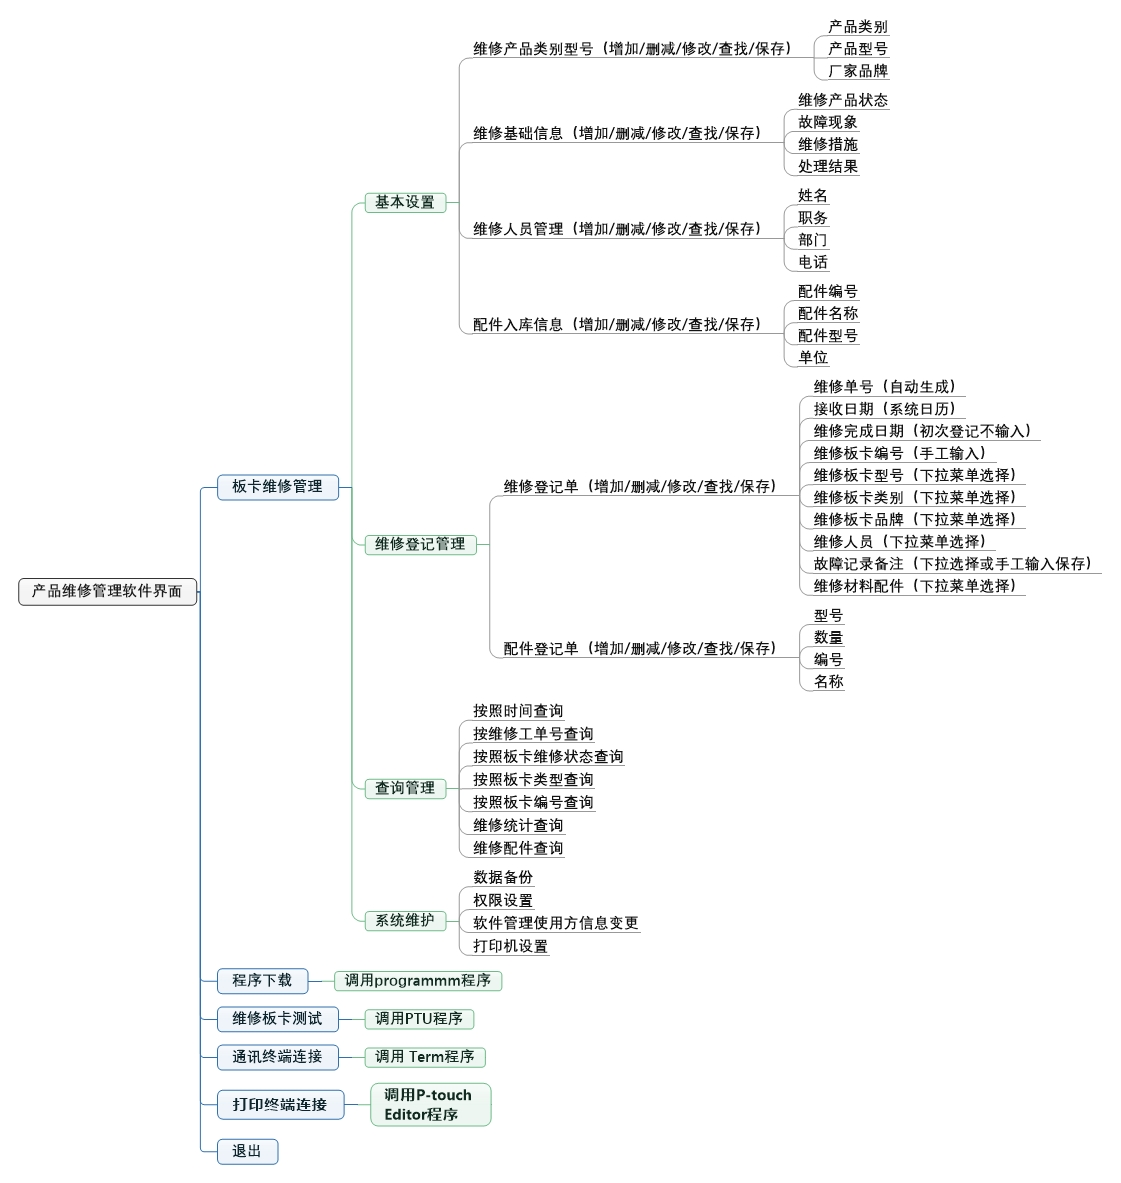 产品维修管理软件界面
板卡维修管理
基本设置
维修产品类别型号（增加/删减/修改/查找/保存）
产品类别
产品型号
厂家品牌
维修基础信息（增加/删减/修改/查找/保存）
维修产品状态
故障现象
维修措施
处理结果
维修人员管理（增加/删减/修改/查找/保存）
姓名
职务
部门
电话
配件入库信息（增加/删减/修改/查找/保存）
配件编号
配件名称
配件型号
单位
维修登记管理
维修登记单（增加/删减/修改/查找/保存）
维修单号（自动生成）
接收日期（系统日历）
维修完成日期（初次登记不输入）
维修板卡编号（手工输入）
维修板卡型号（下拉菜单选择）
维修板卡类别（下拉菜单选择）
维修板卡品牌（下拉菜单选择）
维修人员（下拉菜单选择）
故障记录备注（下拉选择或手工输入保存）
维修材料配件（下拉菜单选择）
配件登记单（增加/删减/修改/查找/保存）
型号
数量
编号
名称
查询管理
按照时间查询
按维修工单号查询
按照板卡维修状态查询
按照板卡类型查询
按照板卡编号查询
维修统计查询
维修配件查询
系统维护
数据备份
权限设置
软件管理使用方信息变更
打印机设置
程序下载
调用programmm程序
维修板卡测试
调用PTU程序
通讯终端连接
调用 Term程序
打印终端连接
调用P-touch
Editor程序
退出